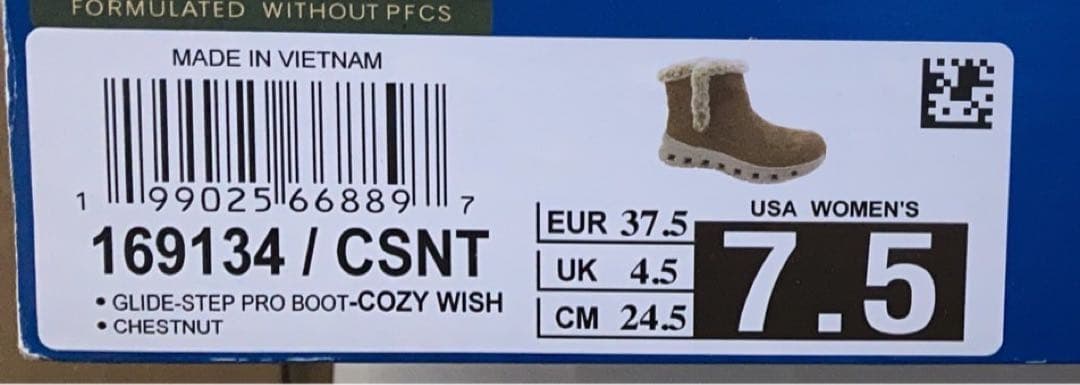 FORMULATED WITHOUT PFCS
MADE IN VIETNAM
1 99025 66889 7
169134 / CSNT
• GLIDE-STEP PRO BOOT-COZY WISH
• CHESTNUT
EUR 37.5
UK 4.5
CM 24.5
USA WOMEN'S
7.5